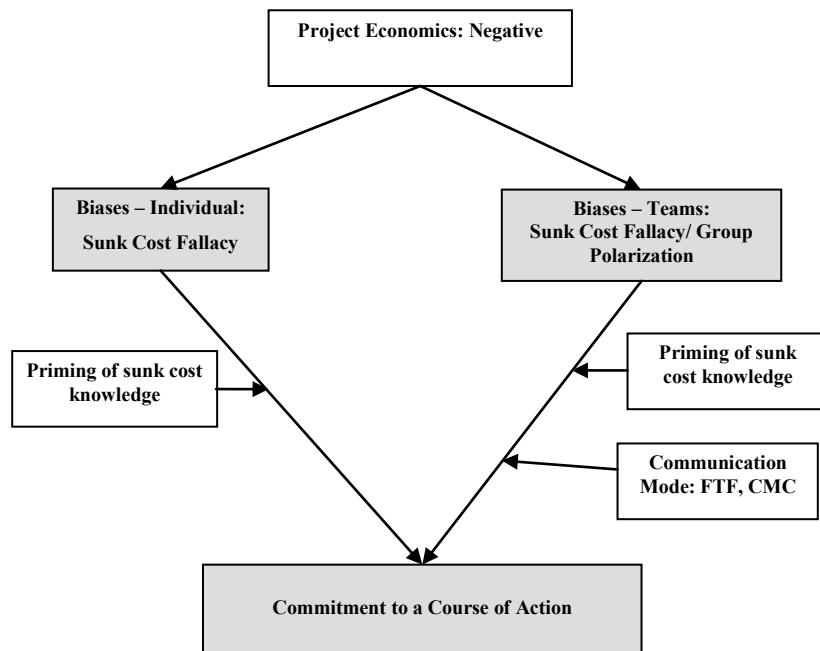 Project Economics: Negative
Biases – Individual:
Sunk Cost Fallacy
Biases – Teams:
Sunk Cost Fallacy/ Group
Polarization
Priming of sunk cost
knowledge
Priming of sunk
cost knowledge
Communication
Mode: FTF, CMC
Commitment to a Course of Action